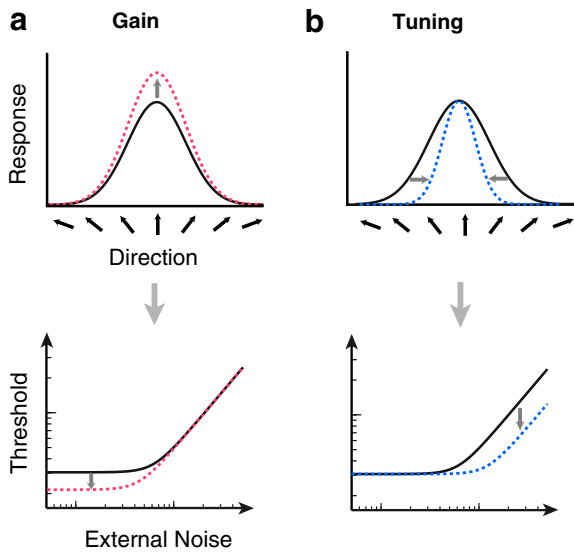 a
Gain
b
Tuning
Response
Direction
Threshold
External Noise